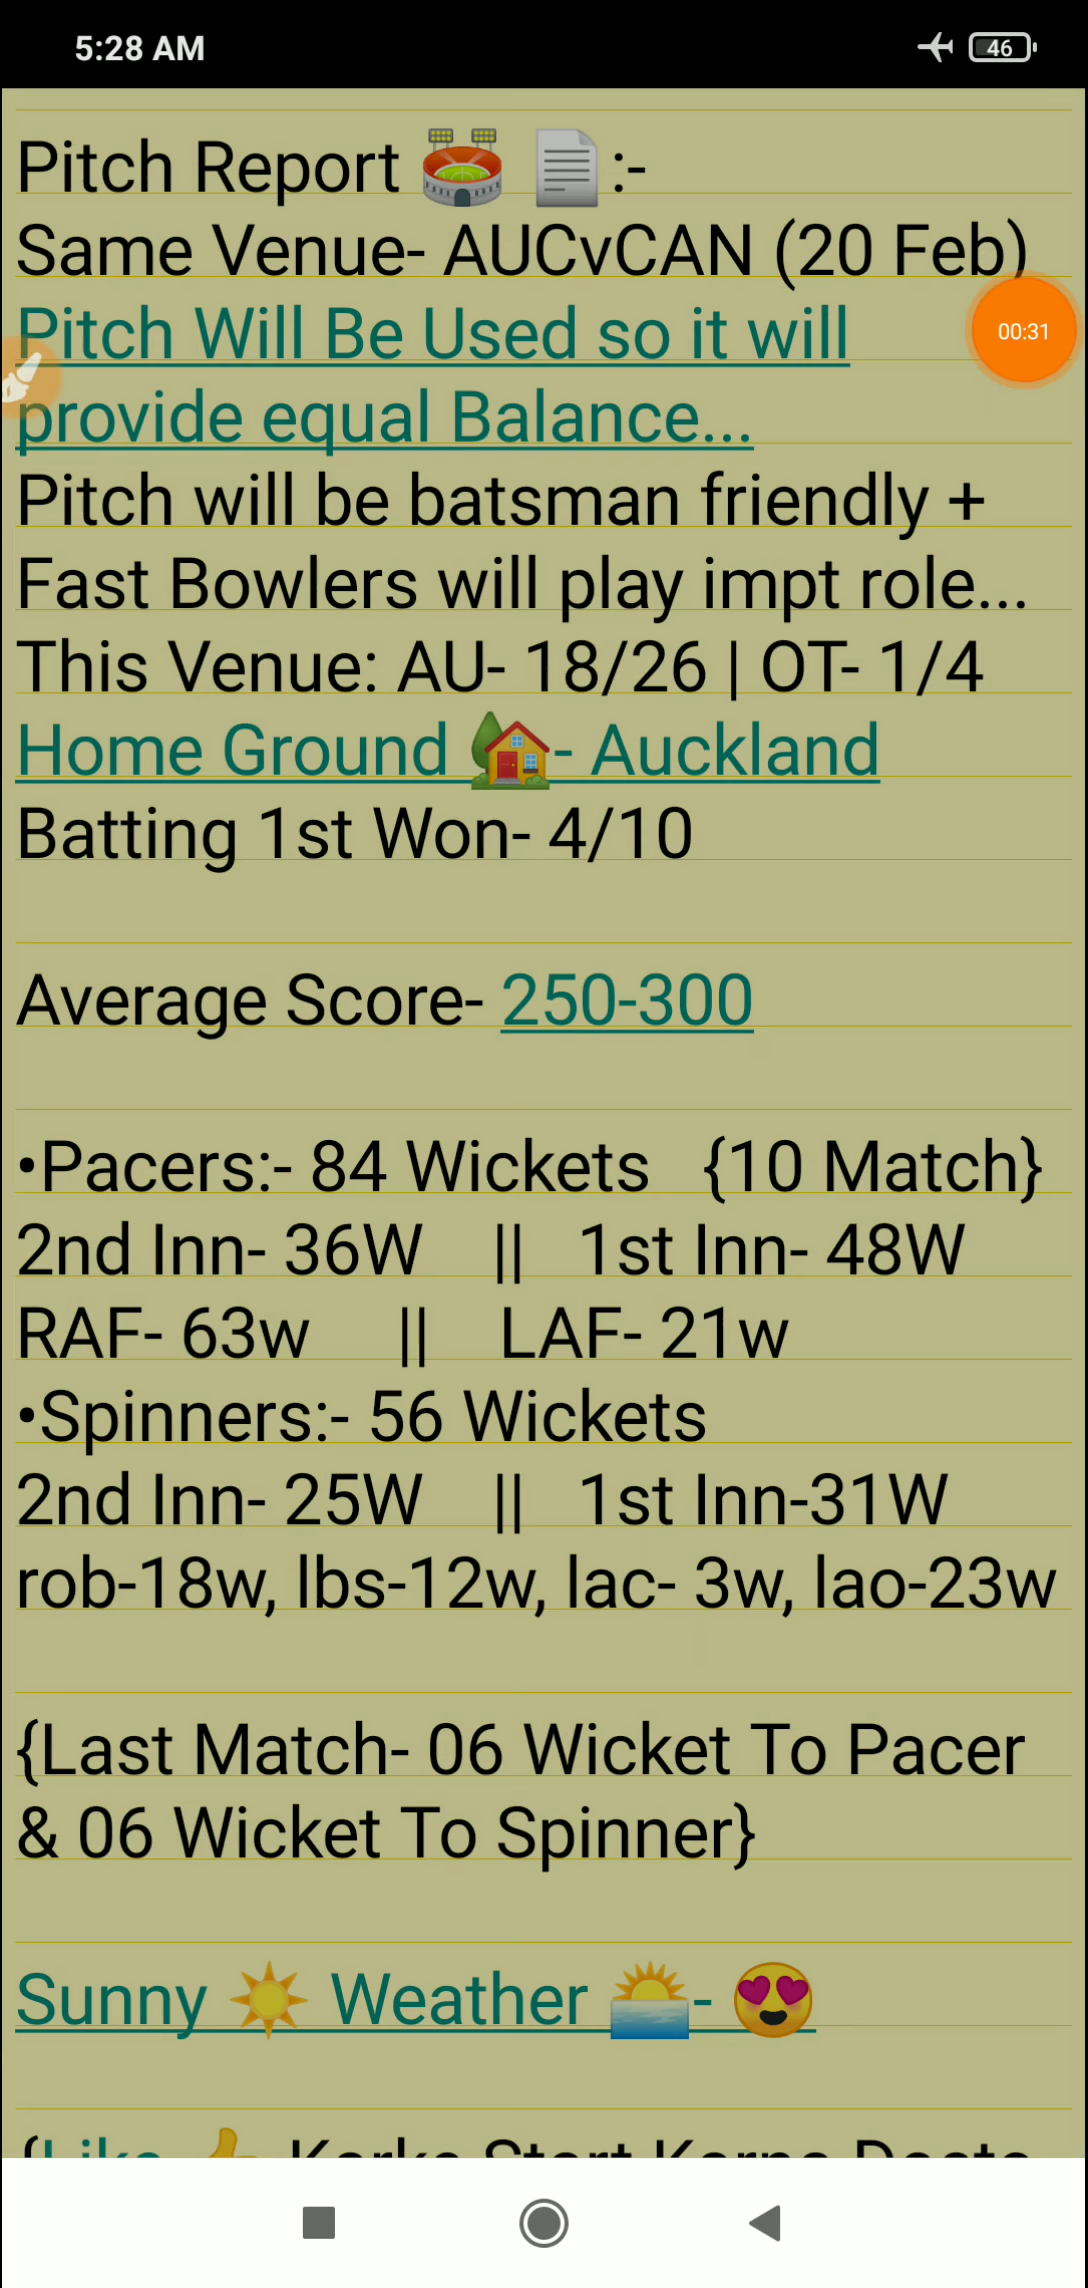 5:28 AM
46
Pitch Report 🏟️ 📄:-
Same Venue- AUCvCAN (20 Feb)
Pitch Will Be Used so it will
00:31
provide equal Balance...
Pitch will be batsman friendly +
Fast Bowlers will play impt role...
This Venue: AU- 18/26 | OT- 1/4
Home Ground 🏡- Auckland
Batting 1st Won- 4/10
Average Score- 250-300
•Pacers:- 84 Wickets {10 Match}
2nd Inn- 36W || 1st Inn- 48W
RAF- 63w || LAF- 21w
•Spinners:- 56 Wickets
2nd Inn- 25W || 1st Inn-31W
rob-18w, lbs-12w, lac- 3w, lao-23w
{Last Match- 06 Wicket To Pacer
& 06 Wicket To Spinner}
Sunny ☀️ Weather 🌅- 😍
{Like 👍 Karke Start Karna Dosto